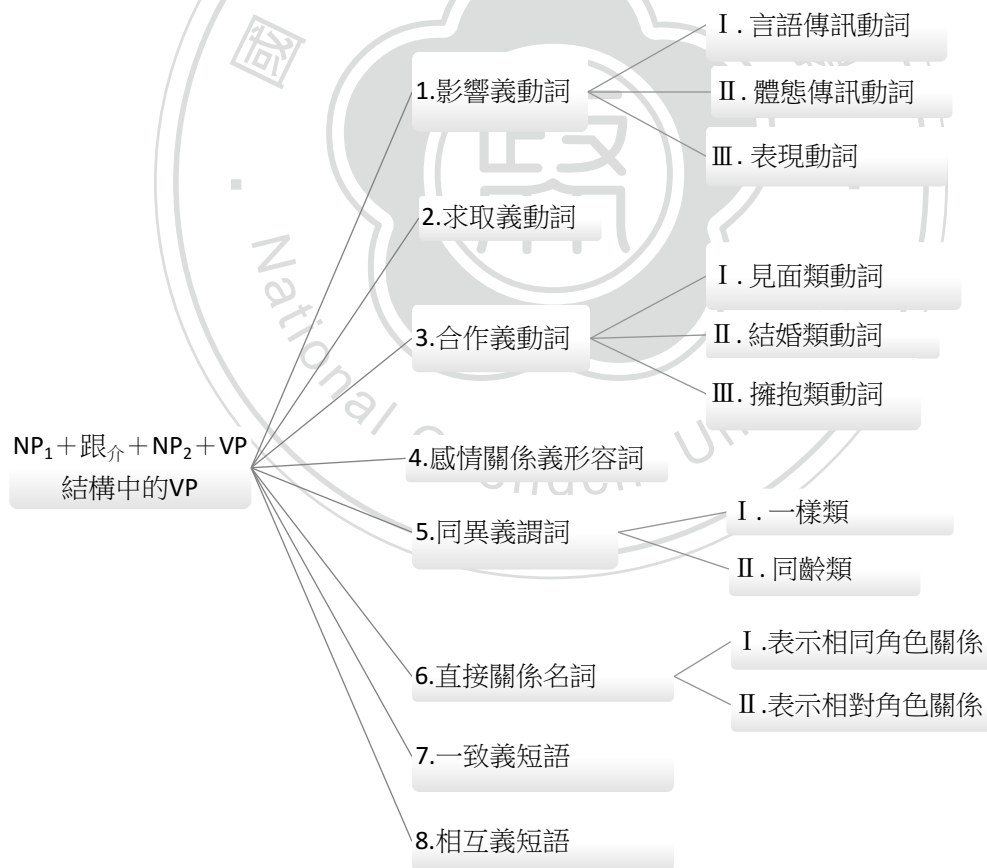 NP₁＋跟介＋NP₂＋VP
結構中的VP
1.影響義動詞
Ⅰ. 言語傳訊動詞
Ⅱ. 體態傳訊動詞
Ⅲ. 表現動詞
2.求取義動詞
3.合作義動詞
Ⅰ. 見面類動詞
Ⅱ. 結婚類動詞
Ⅲ. 擁抱類動詞
4.感情關係義形容詞
5.同異義謂詞
Ⅰ. 一樣類
Ⅱ. 同齡類
6.直接關係名詞
Ⅰ.表示相同角色關係
Ⅱ.表示相對角色關係
7.一致義短語
8.相互義短語
國
National